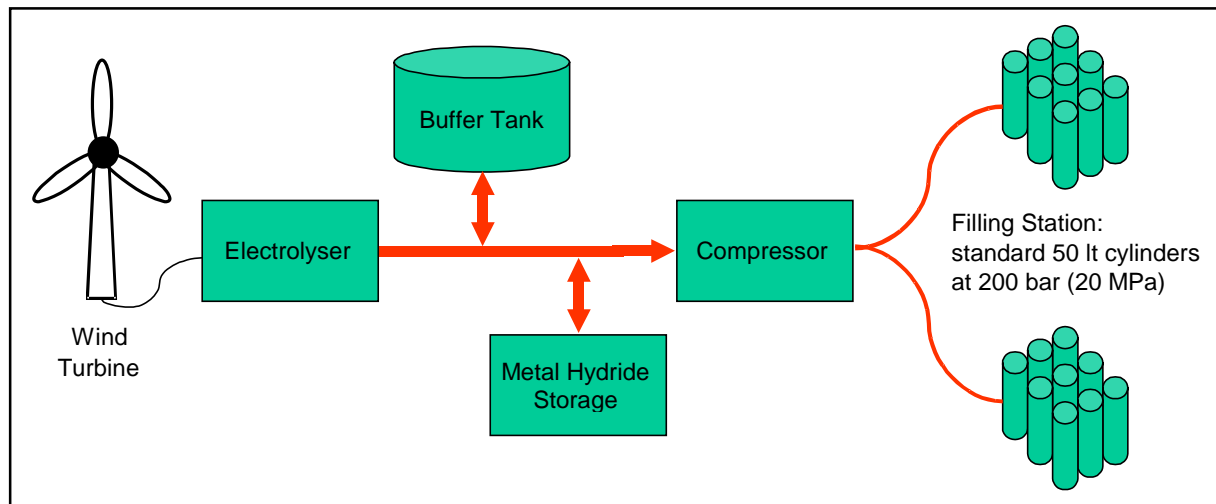 Buffer Tank
Electrolyser
Compressor
Filling Station:
standard 50 lt cylinders
at 200 bar (20 MPa)
Wind
Turbine
Metal Hydride
Storage